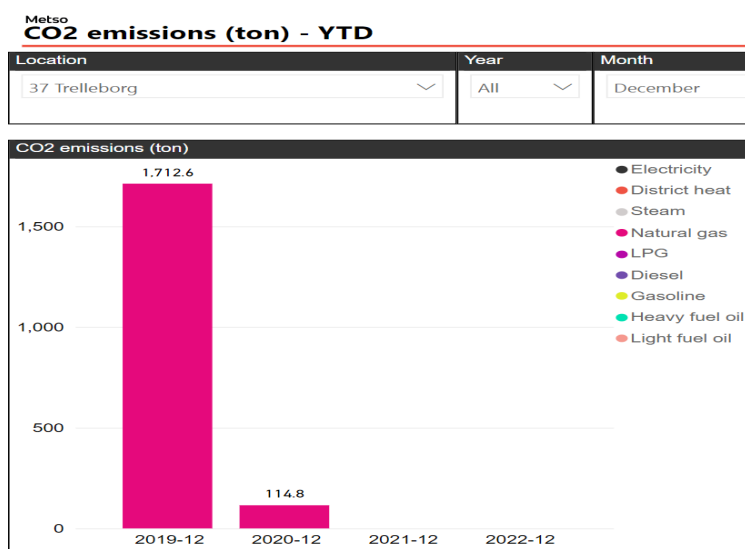 Metso
CO2 emissions (ton) - YTD
Location
Year
Month
37 Trelleborg
All
December
CO2 emissions (ton)
1,712.6
Electricity
District heat
Steam
Natural gas
LPG
Diesel
Gasoline
Heavy fuel oil
Light fuel oil
1,500
1,000
500
114.8
0
2019-12
2020-12
2021-12
2022-12